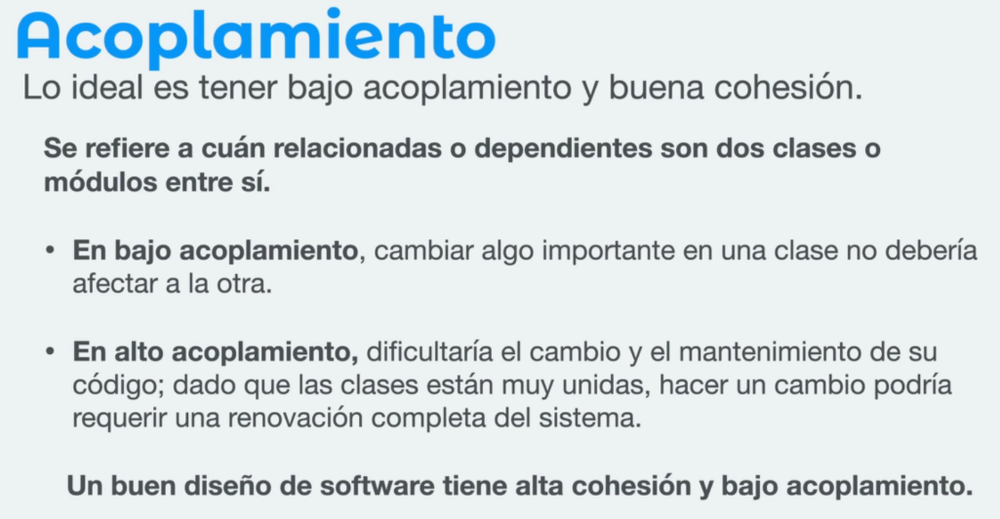 Acoplamiento
Lo ideal es tener bajo acoplamiento y buena cohesión.
Se refiere a cuán relacionadas o dependientes son dos clases o
módulos entre sí.
• En bajo acoplamiento, cambiar algo importante en una clase no debería
afectar a la otra.
• En alto acoplamiento, dificultaría el cambio y el mantenimiento de su
código; dado que las clases están muy unidas, hacer un cambio podría
requerir una renovación completa del sistema.
Un buen diseño de software tiene alta cohesión y bajo acoplamiento.